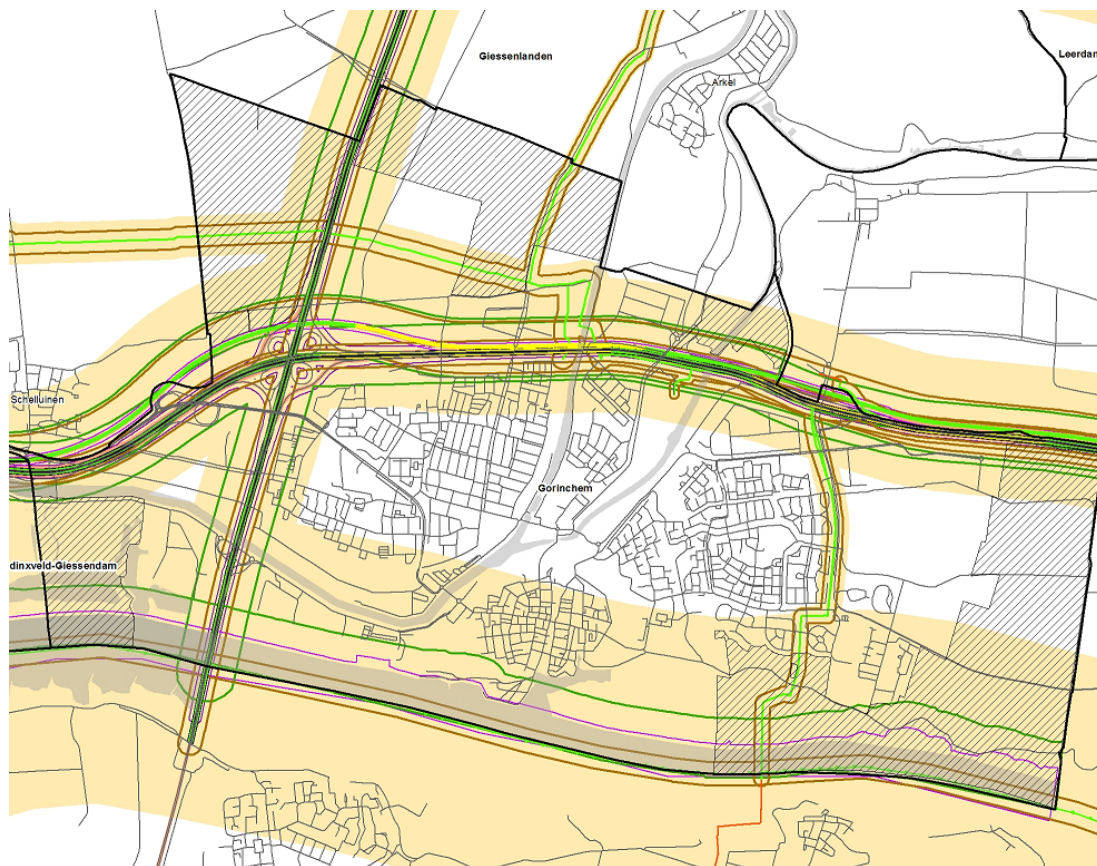 Giessenlanden
Leerdam
Arkel
Schelluinen
Gorinchem
dinxveld-Giessendam